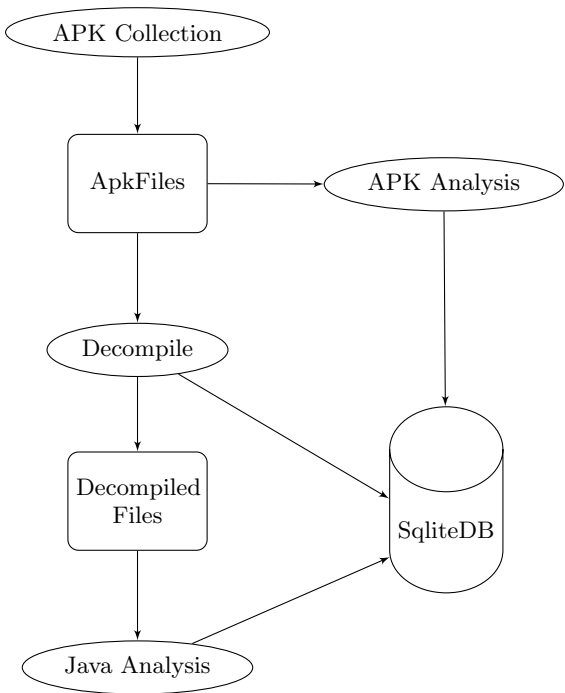 APK Collection
ApkFiles
APK Analysis
Decompile
Decompiled
Files
SqliteDB
Java Analysis